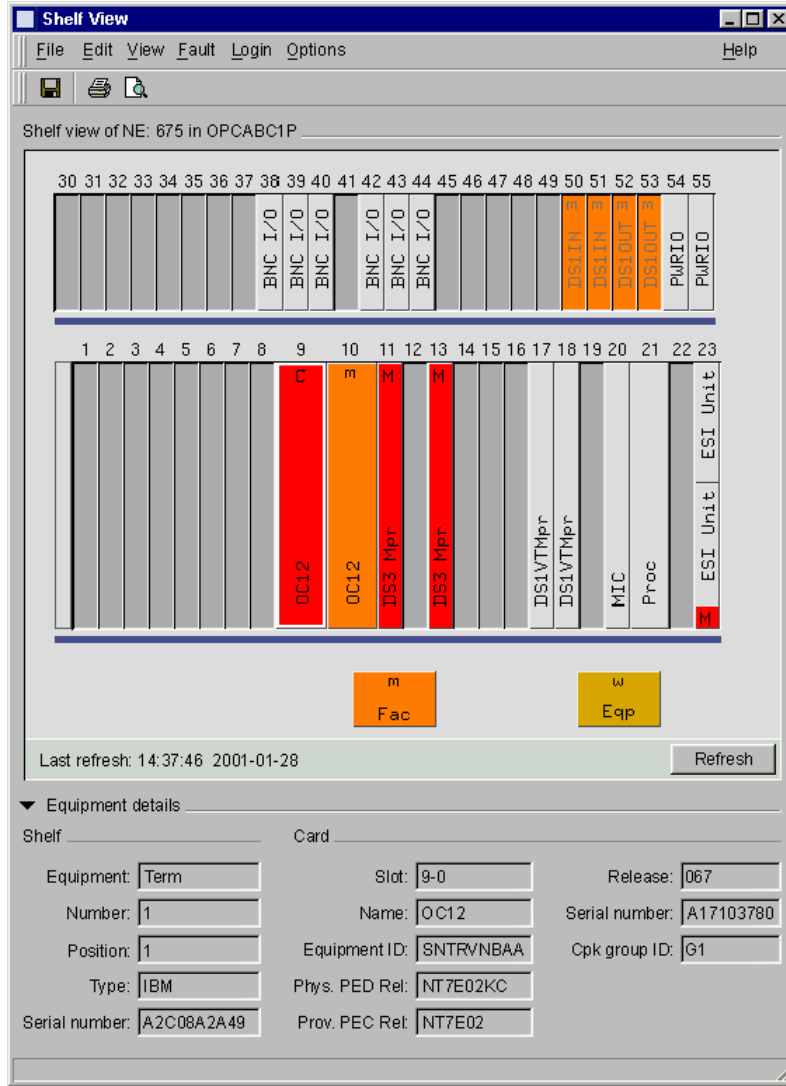 Shelf View
File Edit View Fault Login Options Help
Shelf view of NE: 675 in OPCABC1P
30 31 32 33 34 35 36 37 38 39 40 41 42 43 44 45 46 47 48 49 50 51 52 53 54 55
m m m m
BNC I/O BNC I/O BNC I/O BNC I/O BNC I/O BNC I/O DS1IN DS1IN DS1OUT DS1OUT PWRIO PWRIO
1 2 3 4 5 6 7 8 9 10 11 12 13 14 15 16 17 18 19 20 21 22 23
C m M M
OC12 OC12 DS3 Mpr DS3 Mpr DS1VTMpr DS1VTMpr MIC Proc ESI Unit ESI Unit
M
m w
Fac Eqp
Last refresh: 14:37:46 2001-01-28 Refresh
Equipment details
Shelf Card
Equipment: Term Slot: 9-0 Release: 067
Number: 1 Name: OC12 Serial number: A17103780
Position: 1 Equipment ID: SNTRVNBAA Cpk group ID: G1
Type: IBM Phys. PED Rel: NT7E02KC
Serial number: A2C08A2A49 Prov. PEC Rel: NT7E02